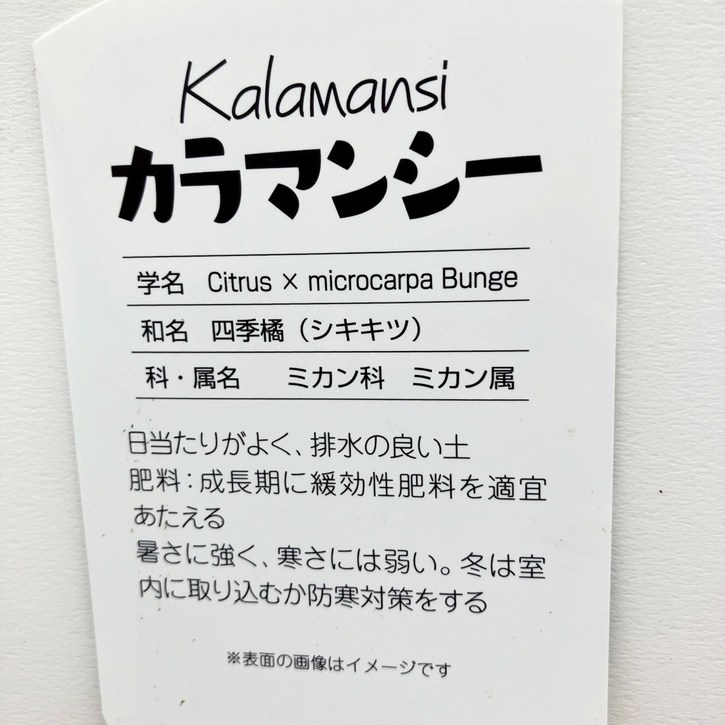 Kalamansi
カラマンシー
学名 Citrus × microcarpa Bunge
和名 四季橘（シキキツ）
科・属名 ミカン科 ミカン属
日当たりがよく、排水の良い土
肥料：成長期に緩効性肥料を適宜
あたえる
暑さに強く、寒さには弱い。冬は室
内に取り込むか防寒対策をする
※表面の画像はイメージです